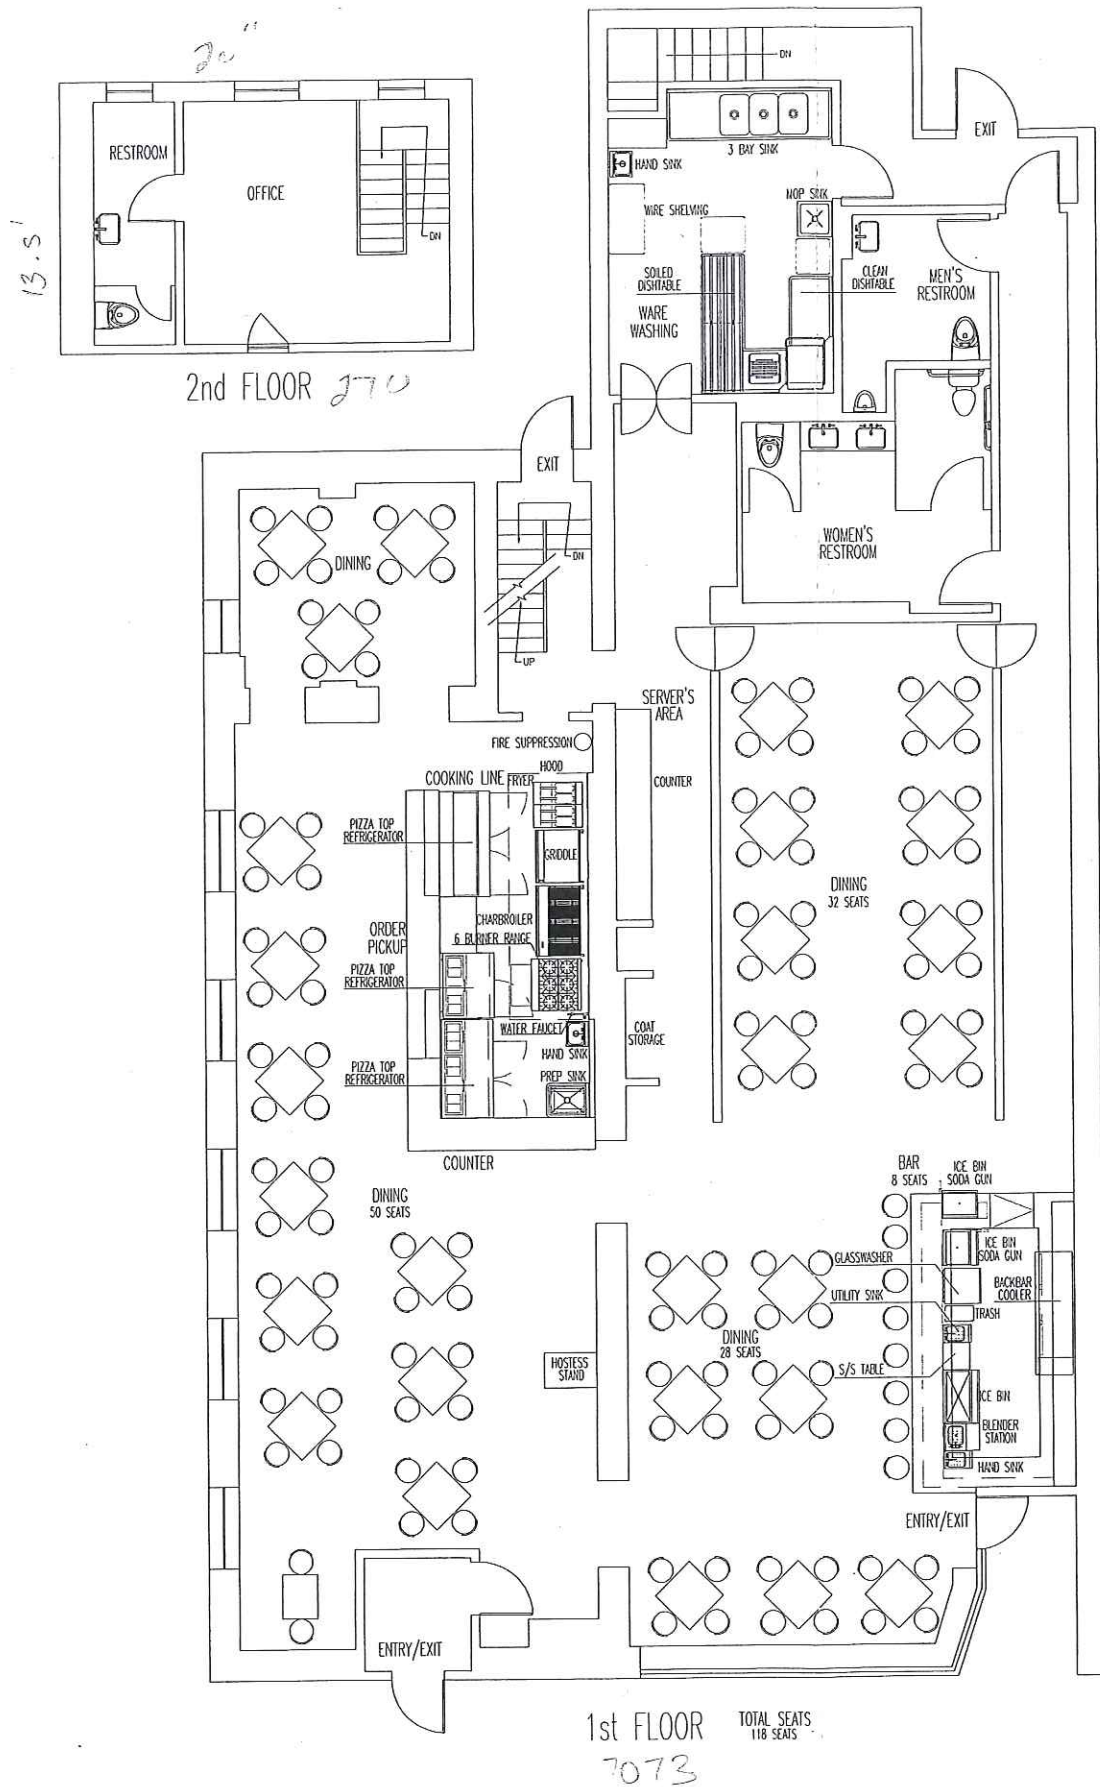 20"
13.5'
RESTROOM
OFFICE
DN
2nd FLOOR 270
DN
EXIT
3 BAY SINK
HAND SINK
MOP SINK
WIRE SHELVING
SOILED
DISHTABLE
CLEAN
DISHTABLE
WARE
WASHING
MEN'S
RESTROOM
WOMEN'S
RESTROOM
EXIT
DN
UP
DINING
SERVER'S
AREA
FIRE SUPPRESSION
HOOD
COOKING LINE
FRYER
COUNTER
PIZZA TOP
REFRIGERATOR
GRIDDLE
CHARBROILER
6 BURNER RANGE
ORDER
PICKUP
PIZZA TOP
REFRIGERATOR
WATER FAUCET
HAND SINK
PREP SINK
PIZZA TOP
REFRIGERATOR
COAT
STORAGE
COUNTER
DINING
32 SEATS
DINING
50 SEATS
BAR
8 SEATS
ICE BIN
SODA GUN
ICE BIN
SODA GUN
GLASSWASHER
UTILITY SINK
TRASH
BACKBAR
COOLER
S/S TABLE
ICE BIN
BLENDER
STATION
HAND SINK
DINING
28 SEATS
HOSTESS
STAND
ENTRY/EXIT
ENTRY/EXIT
1st FLOOR
TOTAL SEATS
118 SEATS
7073